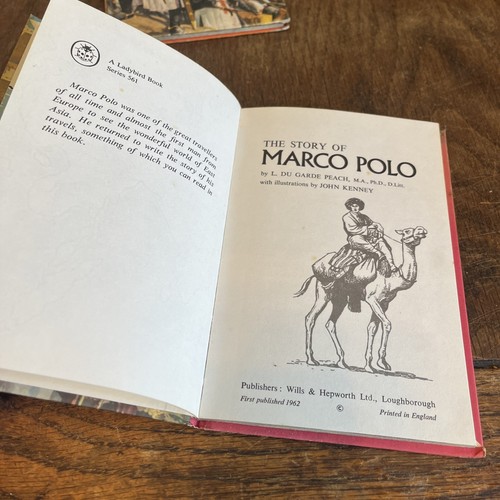 A Ladybird Book
Series 561
Marco Polo was one of the great travellers
of all time and almost the first man from
Europe to see the wonderful world of East
Asia. He returned to write the story of his
travels, something of which you can read in
this book.
THE STORY OF
MARCO POLO
by L. DU GARDE PEACH, M.A., Ph.D., D.Litt.
with illustrations by JOHN KENNEY
Publishers : Wills & Hepworth Ltd., Loughborough
First published 1962 © Printed in England